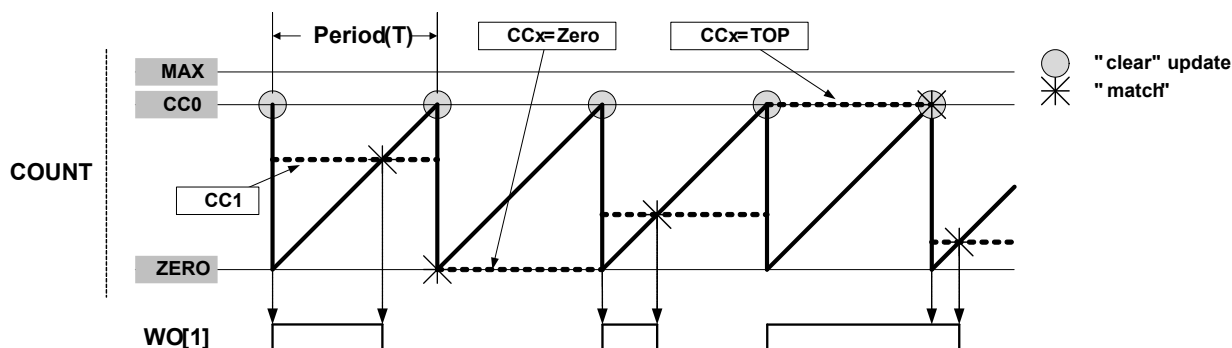 Period(T)
CCx=Zero
CCx=TOP
"clear" update
"match"
MAX
CC0
COUNT
CC1
ZERO
WO[1]